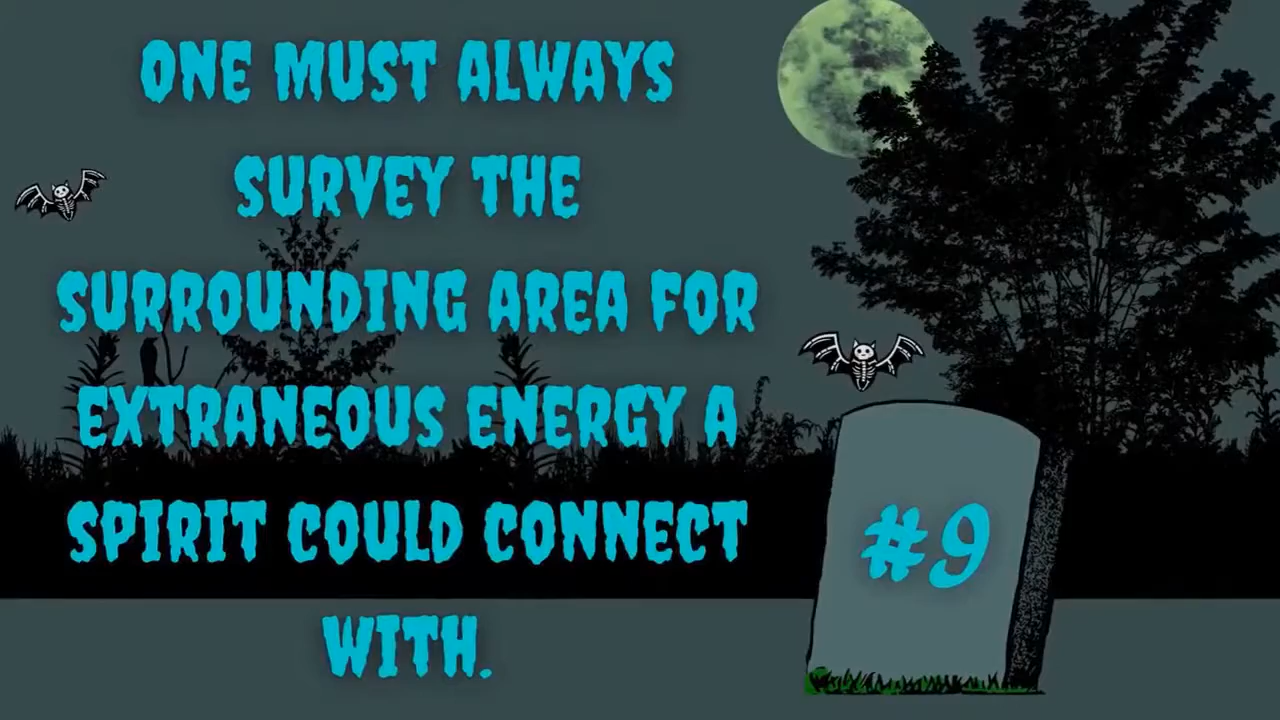 ONE MUST ALWAYS
SURVEY THE
SURROUNDING AREA FOR
EXTRANEOUS ENERGY A
SPIRIT COULD CONNECT
WITH.
#9